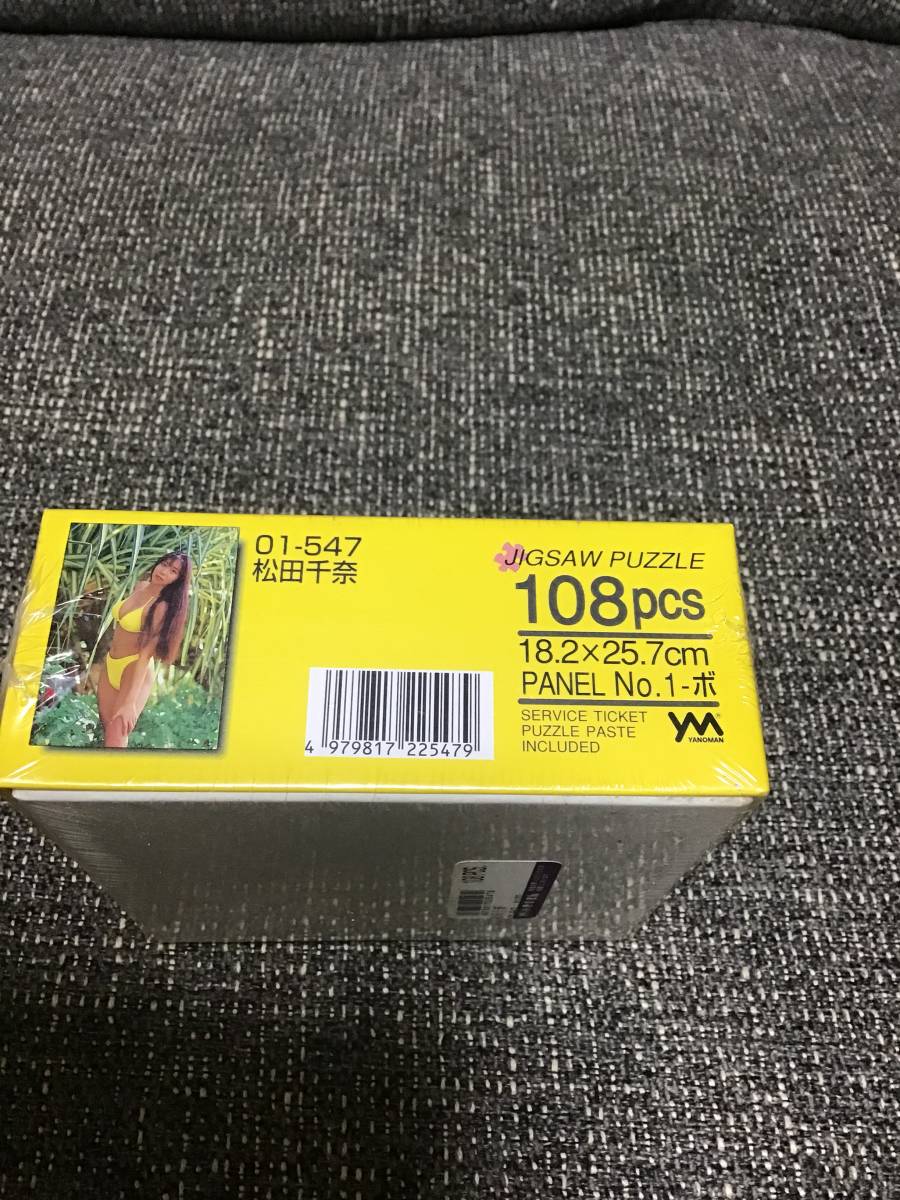 01-547
松田千奈
4 979817 225479
JIGSAW PUZZLE
108pcs
18.2×25.7cm
PANEL No.1-ボ
SERVICE TICKET
PUZZLE PASTE
INCLUDED
YM
YANOMAN